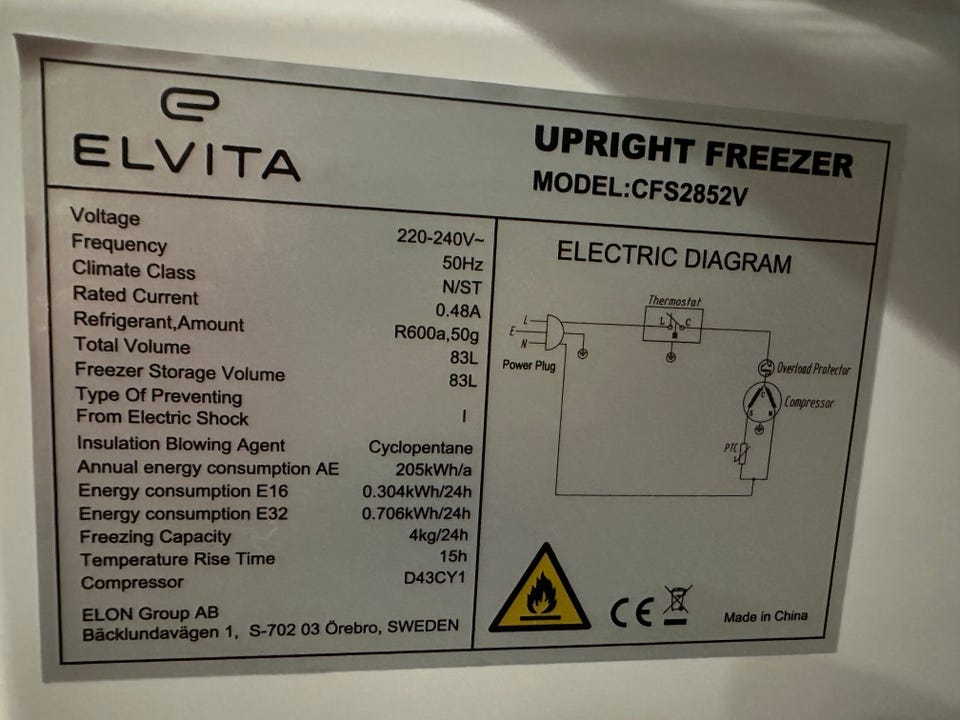 ELVITA
UPRIGHT FREEZER
MODEL:CFS2852V
Voltage 220-240V~
Frequency 50Hz
Climate Class N/ST
Rated Current 0.48A
Refrigerant,Amount R600a,50g
Total Volume 83L
Freezer Storage Volume 83L
Type Of Preventing
From Electric Shock I
Insulation Blowing Agent Cyclopentane
Annual energy consumption AE 205kWh/a
Energy consumption E16 0.304kWh/24h
Energy consumption E32 0.706kWh/24h
Freezing Capacity 4kg/24h
Temperature Rise Time 15h
Compressor D43CY1
ELON Group AB
Bäcklundavägen 1, S-702 03 Örebro, SWEDEN
ELECTRIC DIAGRAM
Thermostat
L C
L
E
N
Power Plug
Overload Protector
C
S M
Compressor
PTC
CE
Made in China